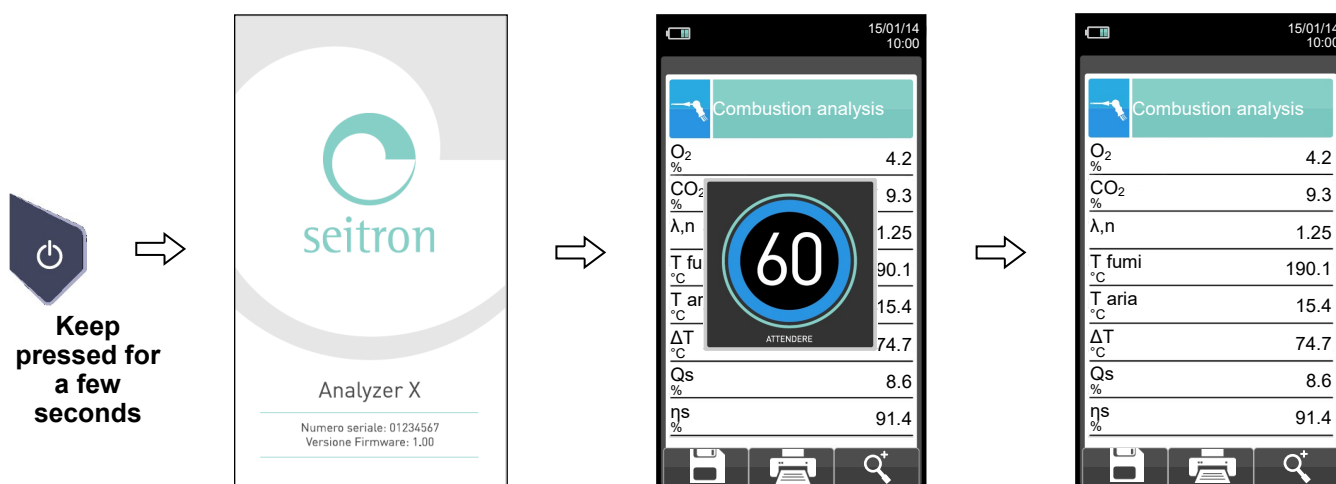 Keep
pressed for
a few
seconds
seitron
Analyzer X
Numero seriale: 01234567
Versione Firmware: 1.00
15/01/14
10:00
Combustion analysis
O2
%
4.2
CO2
%
9.3
λ,n
1.25
T fu
°C
90.1
T ar
°C
15.4
ΔT
°C
74.7
Qs
%
8.6
ηs
%
91.4
60
ATTENDERE
15/01/14
10:00
Combustion analysis
O2
%
4.2
CO2
%
9.3
λ,n
1.25
T fumi
°C
190.1
T aria
°C
15.4
ΔT
°C
74.7
Qs
%
8.6
ηs
%
91.4